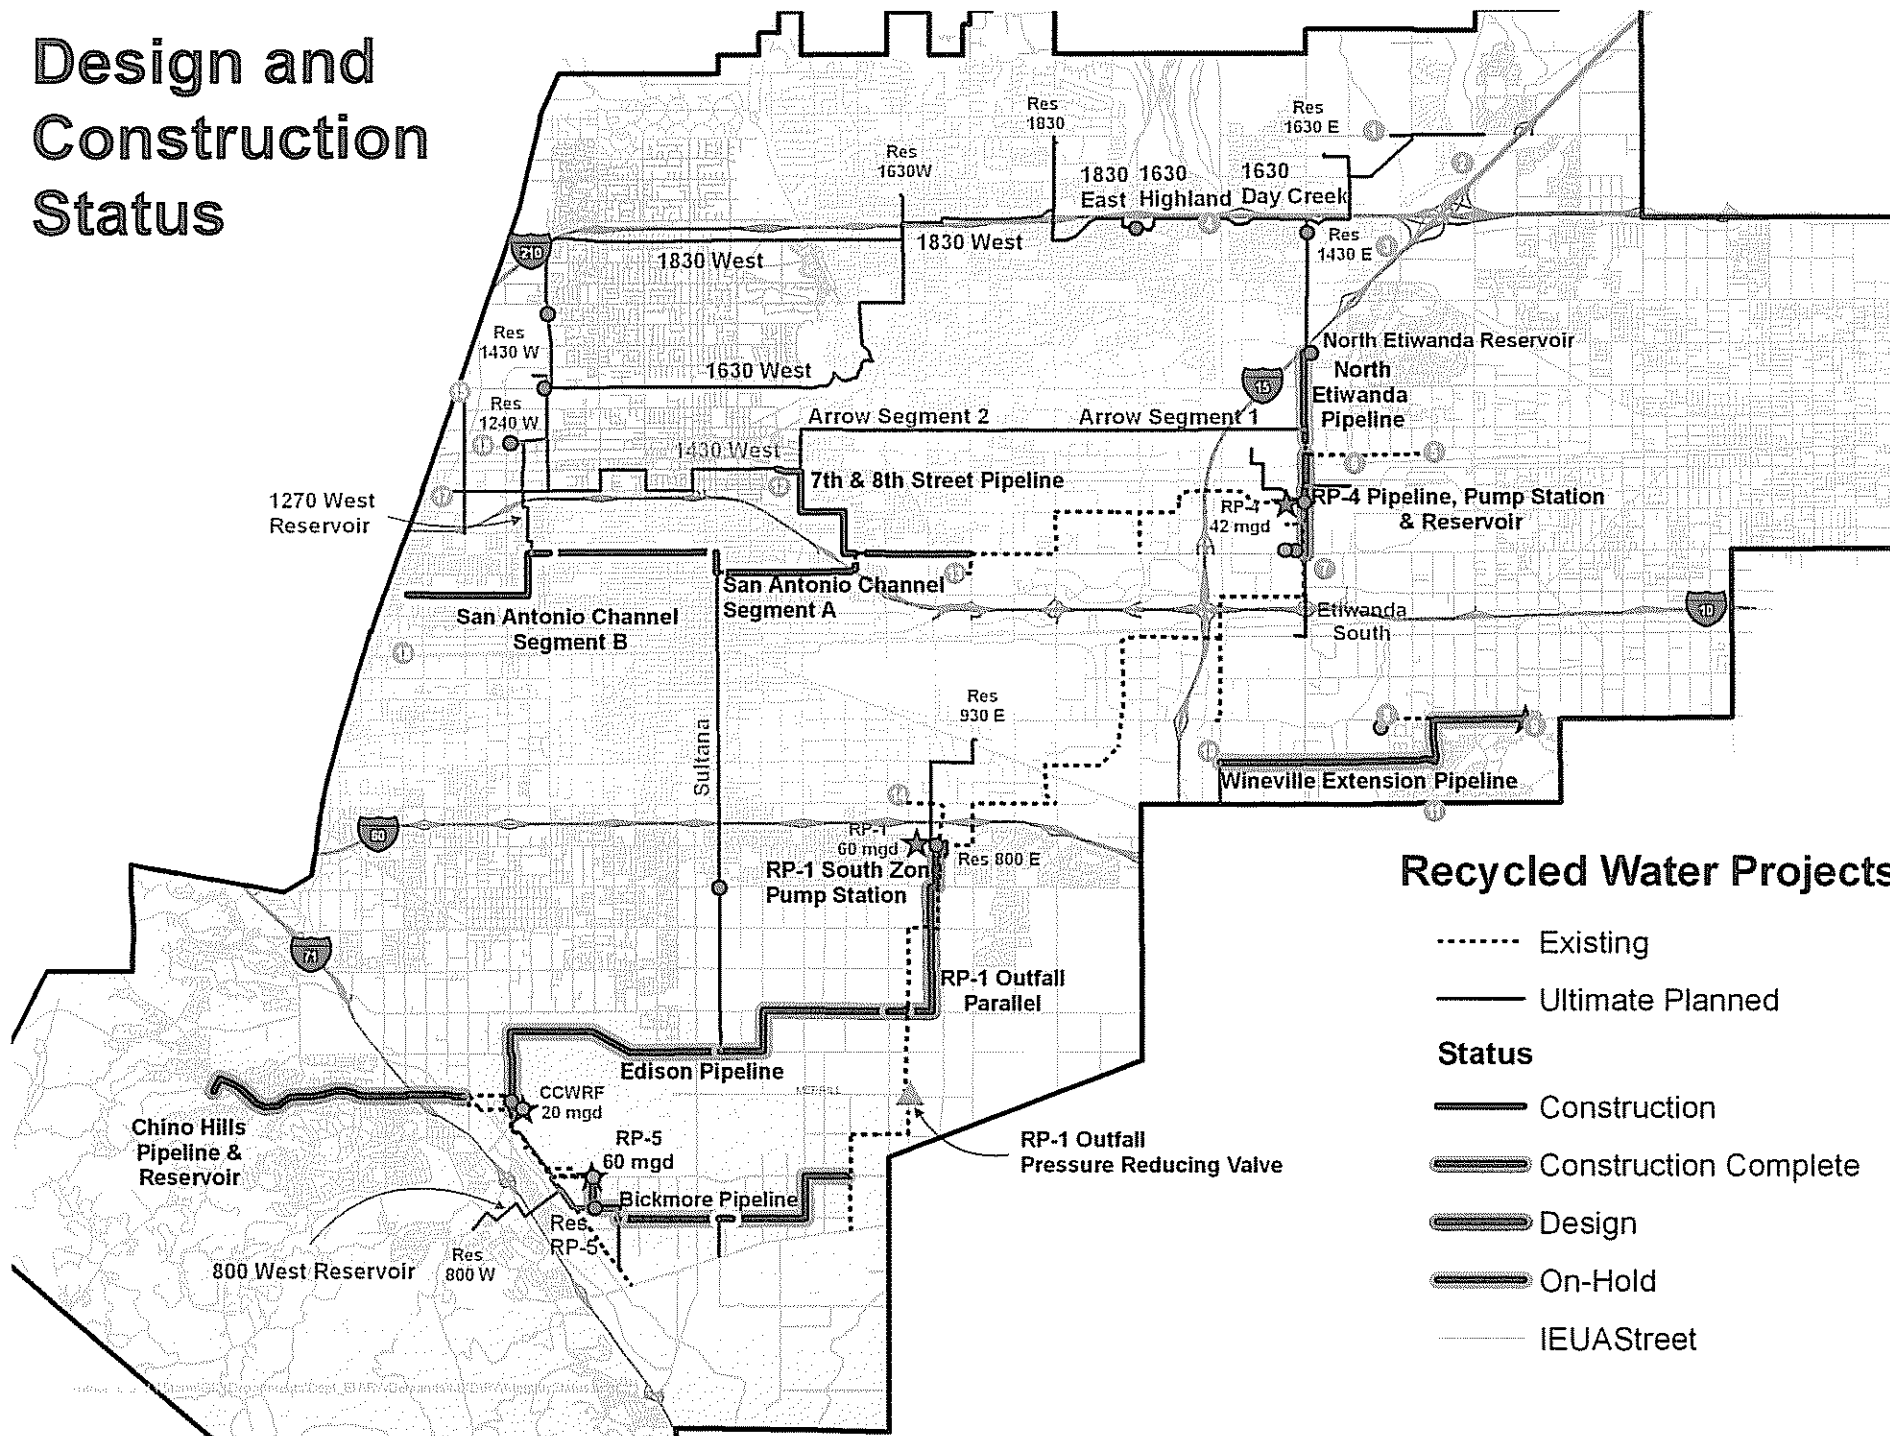 Design and
Construction
Status
Res
1830
Res
1630 E
Res
1630W
1830
East
1630
Highland
1630
Day Creek
1830 West
1830 West
210
Res
1430 E
Res
1430 W
North Etiwanda Reservoir
North
Etiwanda
Pipeline
1630 West
15
Res
1240 W
Arrow Segment 2
Arrow Segment 1
1430 West
7th & 8th Street Pipeline
1270 West
Reservoir
RP-4
42 mgd
RP-4 Pipeline, Pump Station
& Reservoir
San Antonio Channel
Segment A
San Antonio Channel
Segment B
Etiwanda
South
10
Res
930 E
Sultana
Wineville Extension Pipeline
60
RP-1
60 mgd
Res 800 E
RP-1 South Zon
Pump Station
Recycled Water Projects
Existing
Ultimate Planned
Status
Construction
Construction Complete
Design
On-Hold
IEUAStreet
RP-1 Outfall
Parallel
Edison Pipeline
CCWRF
20 mgd
Chino Hills
Pipeline &
Reservoir
RP-5
60 mgd
RP-1 Outfall
Pressure Reducing Valve
Bickmore Pipeline
Res
RP-5
800 West Reservoir
Res
800 W